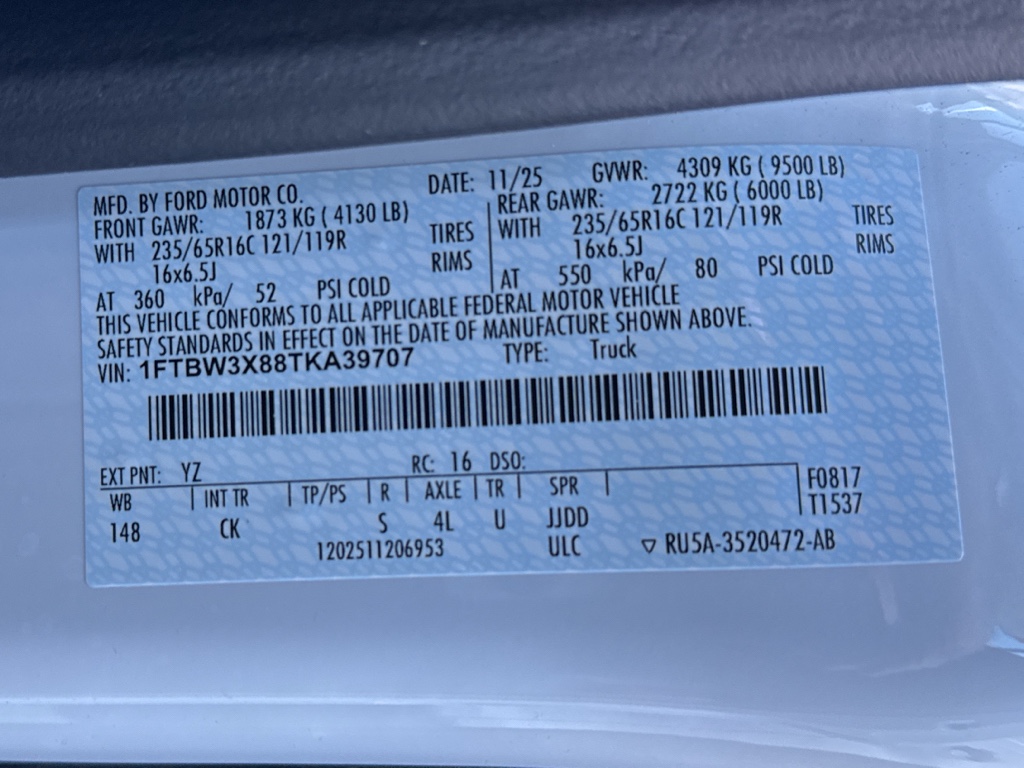 MFD. BY FORD MOTOR CO. DATE: 11/25 GVWR: 4309 KG ( 9500 LB)
FRONT GAWR: 1873 KG ( 4130 LB) REAR GAWR: 2722 KG ( 6000 LB)
WITH 235/65R16C 121/119R TIRES WITH 235/65R16C 121/119R TIRES
16x6.5J RIMS 16x6.5J RIMS
AT 360 kPa/ 52 PSI COLD AT 550 kPa/ 80 PSI COLD
THIS VEHICLE CONFORMS TO ALL APPLICABLE FEDERAL MOTOR VEHICLE
SAFETY STANDARDS IN EFFECT ON THE DATE OF MANUFACTURE SHOWN ABOVE.
VIN: 1FTBW3X88TKA39707 TYPE: Truck
EXT PNT: YZ RC: 16 DSO:
WB INT TR TP/PS R AXLE TR SPR F0817
148 CK S 4L U JJDD T1537
1202511206953 ULC ▽ RU5A-3520472-AB